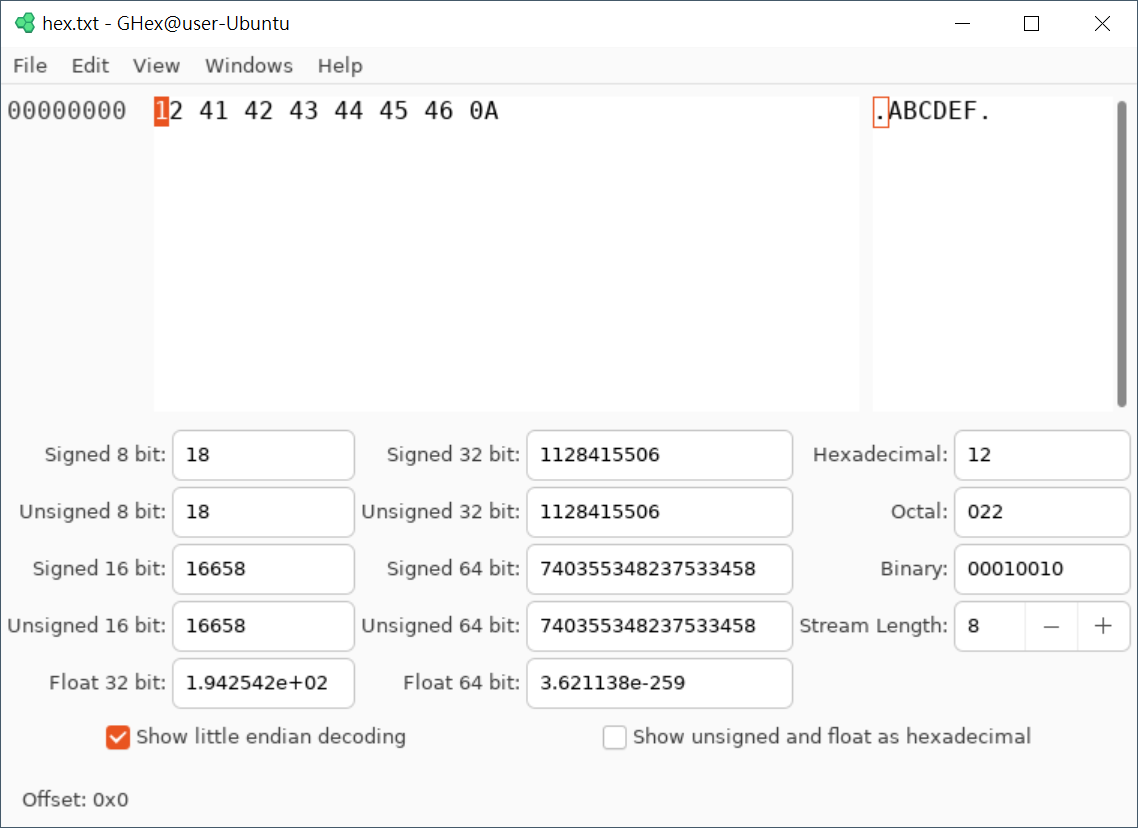 hex.txt - GHex@user-Ubuntu
File Edit View Windows Help
00000000 12 41 42 43 44 45 46 0A .ABCDEF.
Signed 8 bit: 18 Signed 32 bit: 1128415506 Hexadecimal: 12
Unsigned 8 bit: 18 Unsigned 32 bit: 1128415506 Octal: 022
Signed 16 bit: 16658 Signed 64 bit: 740355348237533458 Binary: 00010010
Unsigned 16 bit: 16658 Unsigned 64 bit: 740355348237533458 Stream Length: 8 − +
Float 32 bit: 1.942542e+02 Float 64 bit: 3.621138e-259
Show little endian decoding Show unsigned and float as hexadecimal
Offset: 0x0